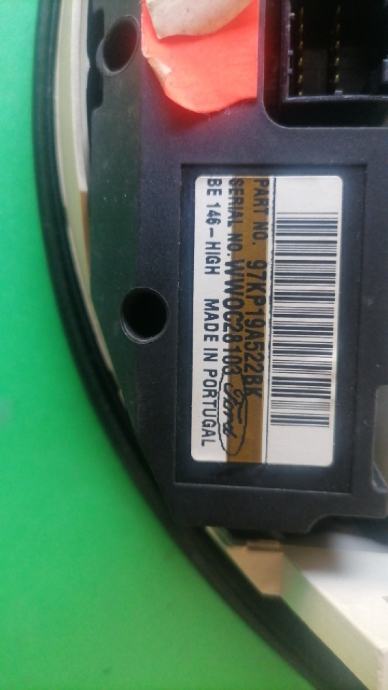 PART NO. 97KP19A522BK
SERIAL NO. WWOC28103
BE 146-HIGH MADE IN PORTUGAL
Ford